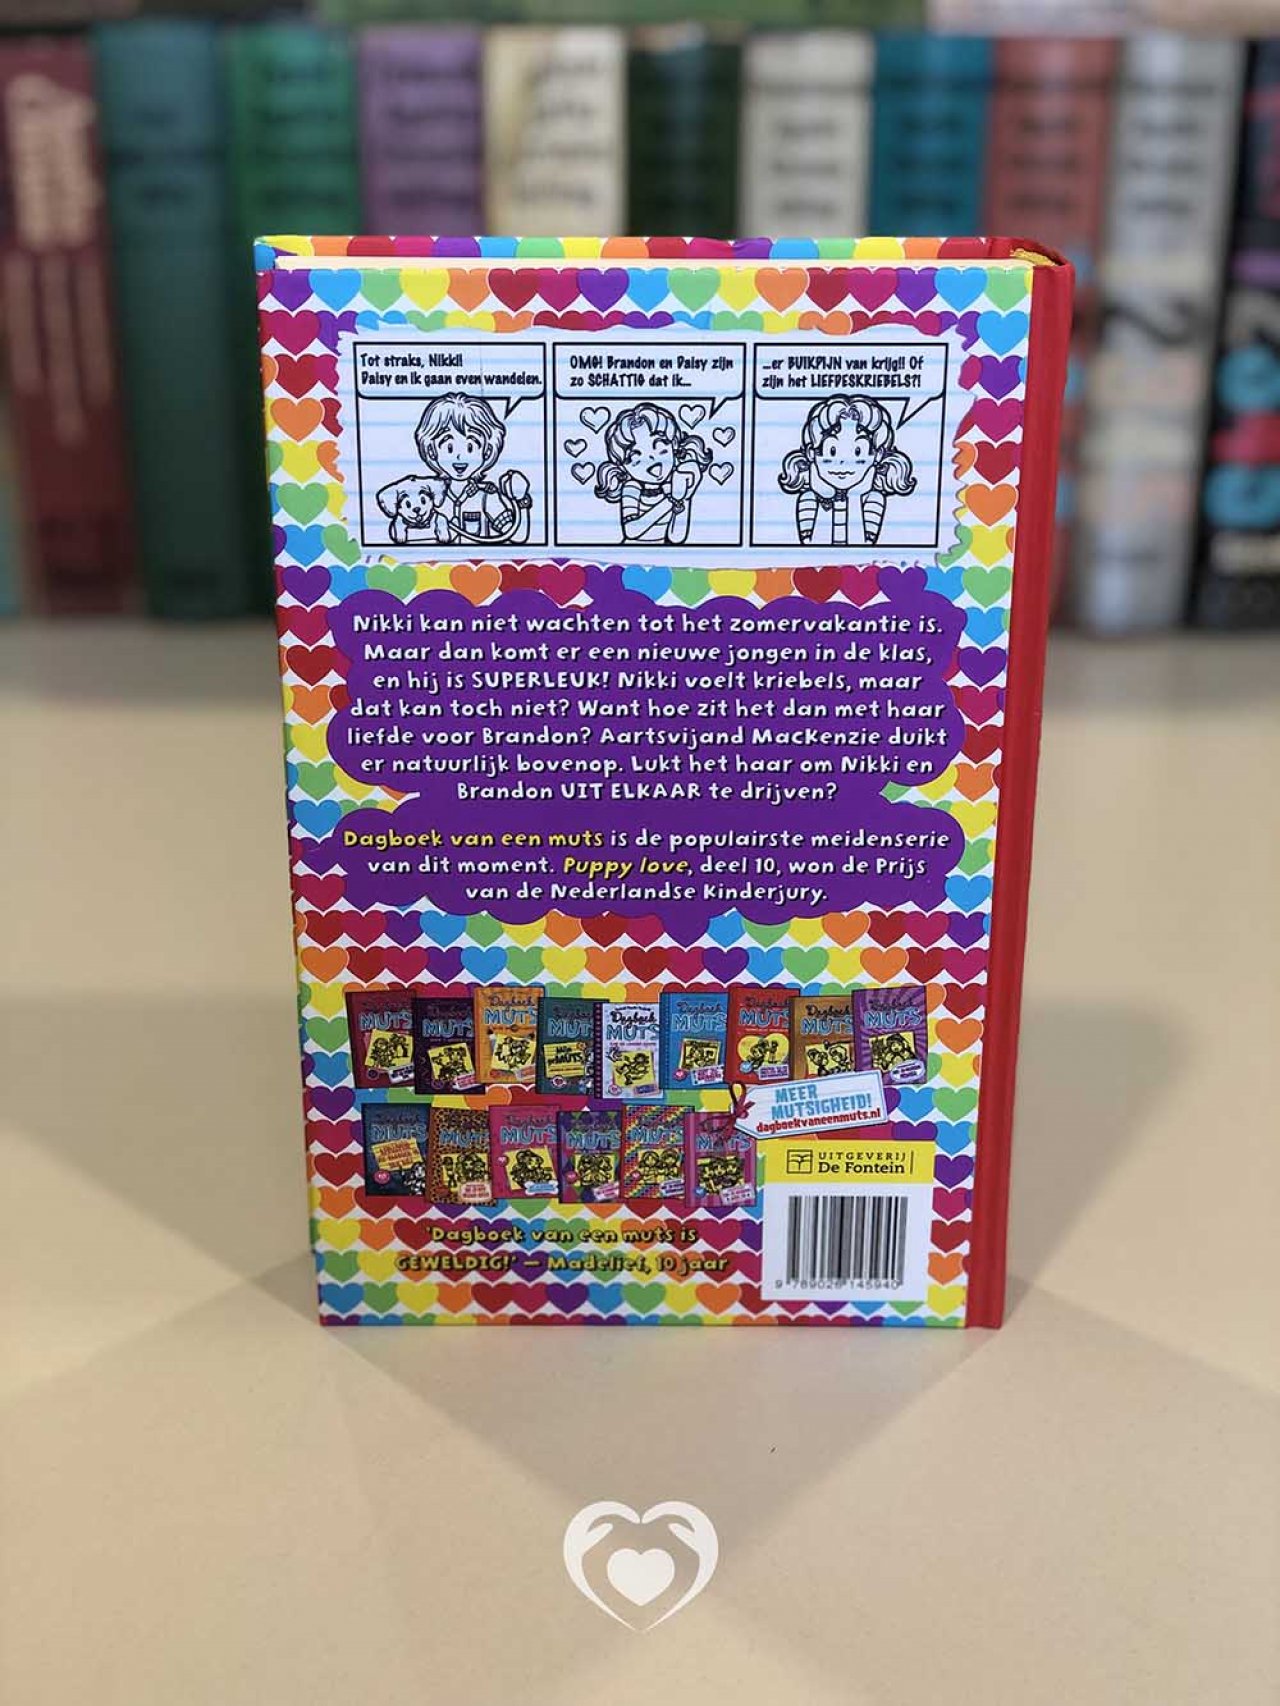 Tot straks, Nikki!
Daisy en ik gaan even wandelen.
OMG! Brandon en Daisy zijn
zo SCHATTIG dat ik...
...er BUIKPIJN van krijg!! Of
zijn het LIEFDESKRIEBELS?!
Nikki kan niet wachten tot het zomervakantie is.
Maar dan komt er een nieuwe jongen in de klas,
en hij is SUPERLEUK! Nikki voelt kriebels, maar
dat kan toch niet? Want hoe zit het dan met haar
liefde voor Brandon? Aartsvijand MacKenzie duikt
er natuurlijk bovenop. Lukt het haar om Nikki en
Brandon UIT ELKAAR te drijven?
Dagboek van een muts is de populairste meidenserie
van dit moment. Puppy love, deel 10, won de Prijs
van de Nederlandse Kinderjury.
MEER
MUTSIGHEID!
dagboekvaneenmuts.nl
UITGEVERIJ
De Fontein
'Dagboek van een muts is
GEWELDIG!' – Madelief, 10 jaar
9 789026 145940